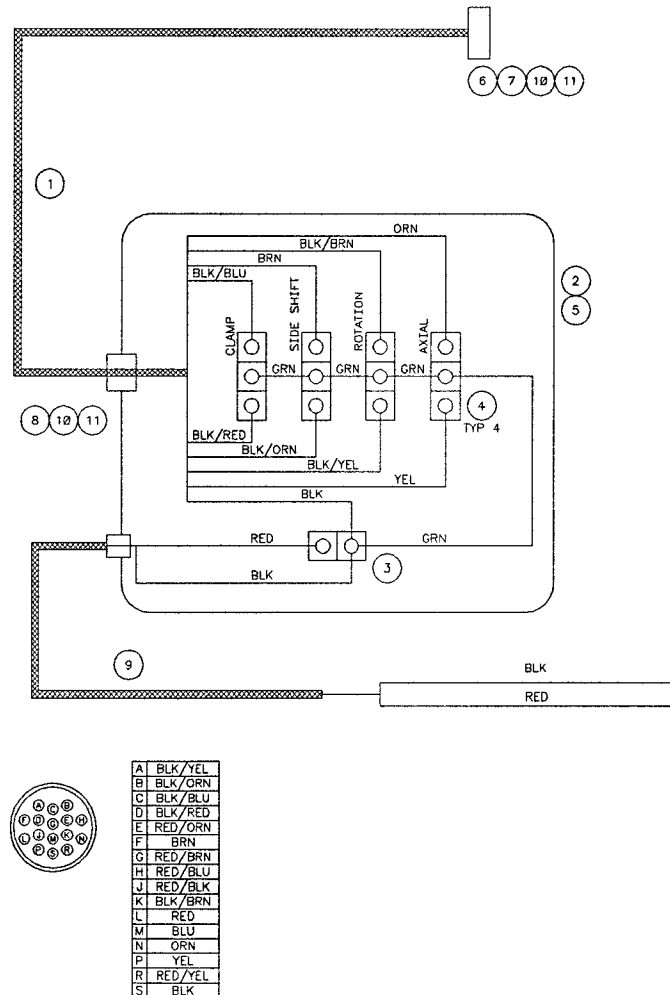 6 7 10 11
1
ORN
BLK/BRN
BRN
BLK/BLU
2
5
CLAMP
SIDE SHIFT
ROTATION
AXIAL
GRN GRN GRN
8 10 11
4
TYP 4
BLK/RED
BLK/ORN
BLK/YEL
YEL
BLK
RED GRN
3
BLK
9
BLK
RED
A BLK/YEL
B BLK/ORN
C BLK/BLU
D BLK/RED
E RED/ORN
F BRN
G RED/BRN
H RED/BLU
J RED/BLK
K BLK/BRN
L RED
M BLU
N ORN
P YEL
R RED/YEL
S BLK
A C B
F D G E H
L J M K N
P S R